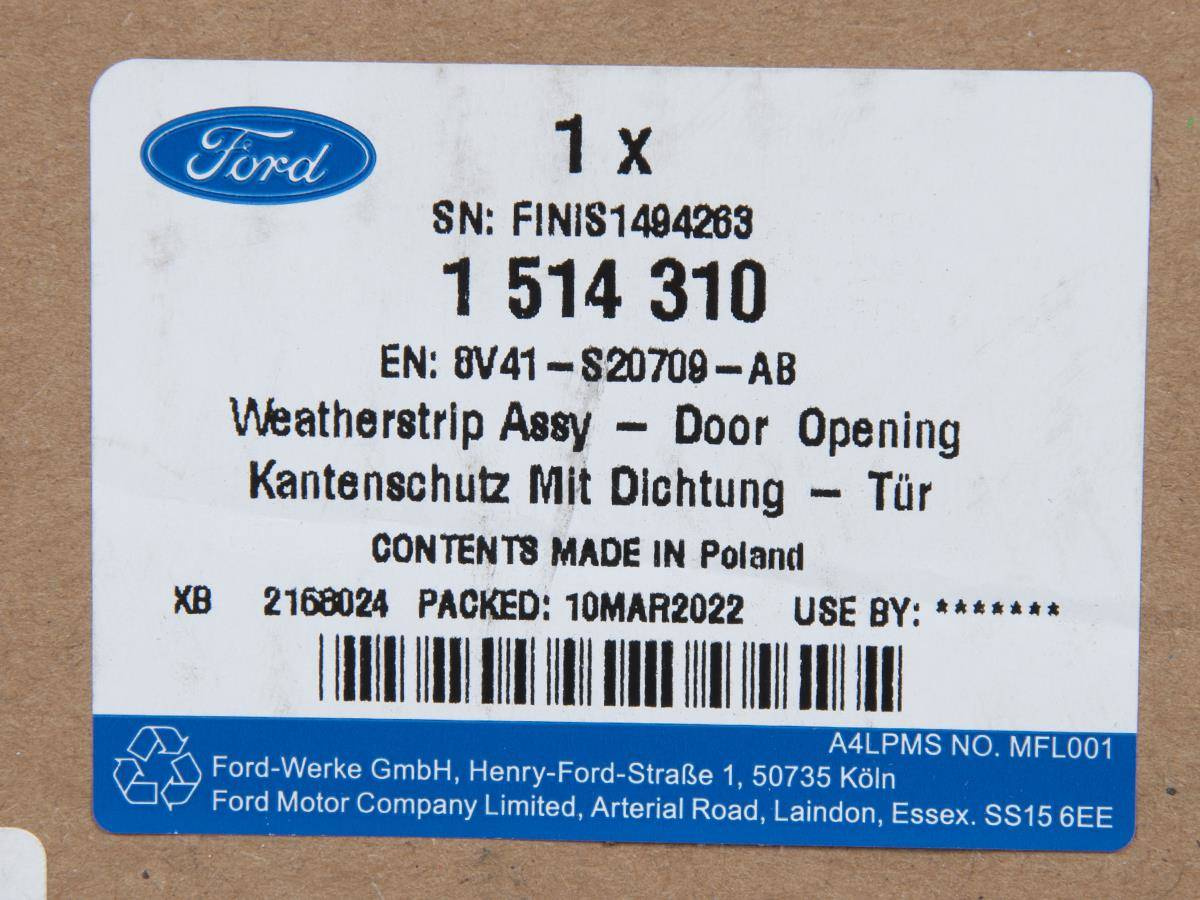 Ford
1 x
SN: FINIS1494263
1 514 310
EN: 8V41-S20709-AB
Weatherstrip Assy - Door Opening
Kantenschutz Mit Dichtung - Tür
CONTENTS MADE IN Poland
XB 2168024 PACKED: 10MAR2022 USE BY: *******
A4LPMS NO. MFL001
Ford-Werke GmbH, Henry-Ford-Straße 1, 50735 Köln
Ford Motor Company Limited, Arterial Road, Laindon, Essex. SS15 6EE